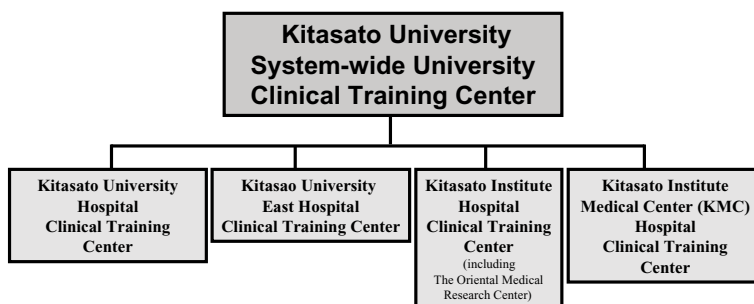 Kitasato University
System-wide University
Clinical Training Center
Kitasato University
Hospital
Clinical Training
Center
Kitasao University
East Hospital
Clinical Training Center
Kitasato Institute
Hospital
Clinical Training
Center
(including
The Oriental Medical
Research Center)
Kitasato Institute
Medical Center (KMC)
Hospital
Clinical Training
Center